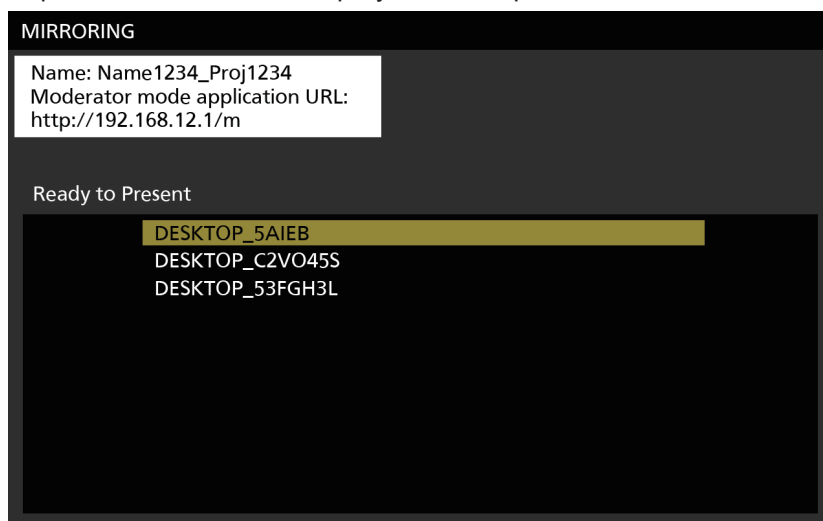 MIRRORING
Name: Name1234_Proj1234
Moderator mode application URL:
http://192.168.12.1/m
Ready to Present
DESKTOP_5AIEB
DESKTOP_C2VO45S
DESKTOP_53FGH3L